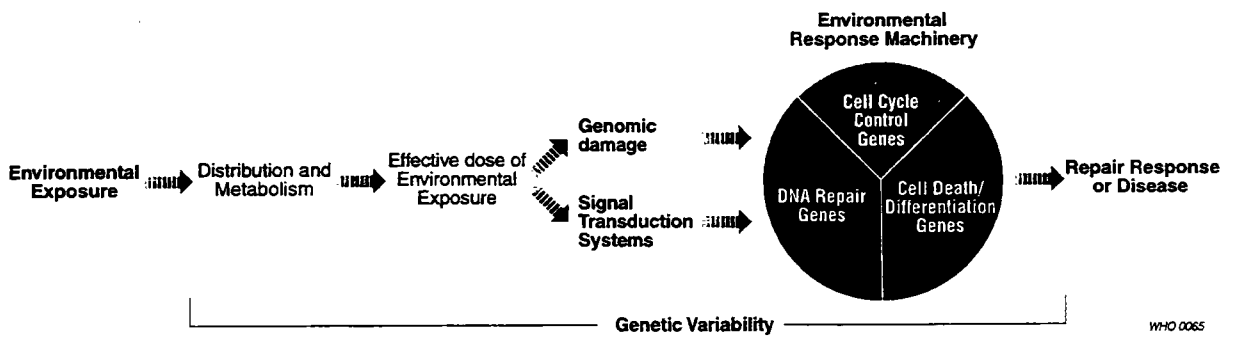 Environmental
Response Machinery
Environmental
Exposure
Distribution and
Metabolism
Effective dose of
Environmental
Exposure
Genomic
damage
Signal
Transduction
Systems
Cell Cycle
Control
Genes
DNA Repair
Genes
Cell Death/
Differentiation
Genes
Repair Response
or Disease
Genetic Variability
WHO 0065